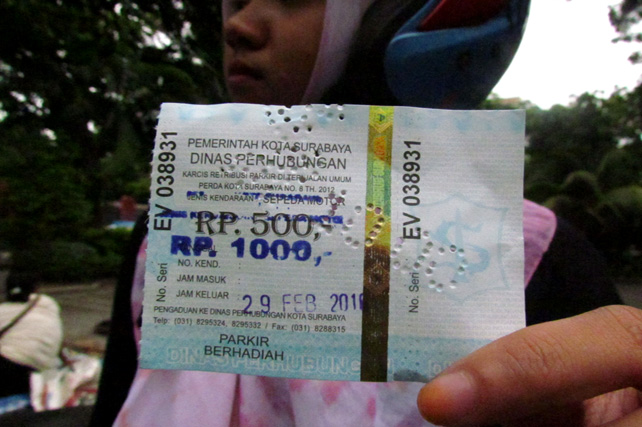 PEMERINTAH KOTA SURABAYA
DINAS PERHUBUNGAN
KARCIS RETRIBUSI PARKIR DI TEPI JALAN UMUM
PERDA KOTA SURABAYA NO. 8 TH. 2012
JENIS KENDARAAN : SEPEDA MOTOR
RP. 500,-
RP. 1000,-
NO. KEND. :
JAM MASUK :
JAM KELUAR :
29 FEB 2016
PENGADUAN KE DINAS PERHUBUNGAN KOTA SURABAYA
Telp: (031) 8295324, 8295332 / Fax: (031) 8288315
PARKIR
BERHADIAH
DINAS PERHUBUNGAN
No. Seri EV 038931
No. Seri EV 038931